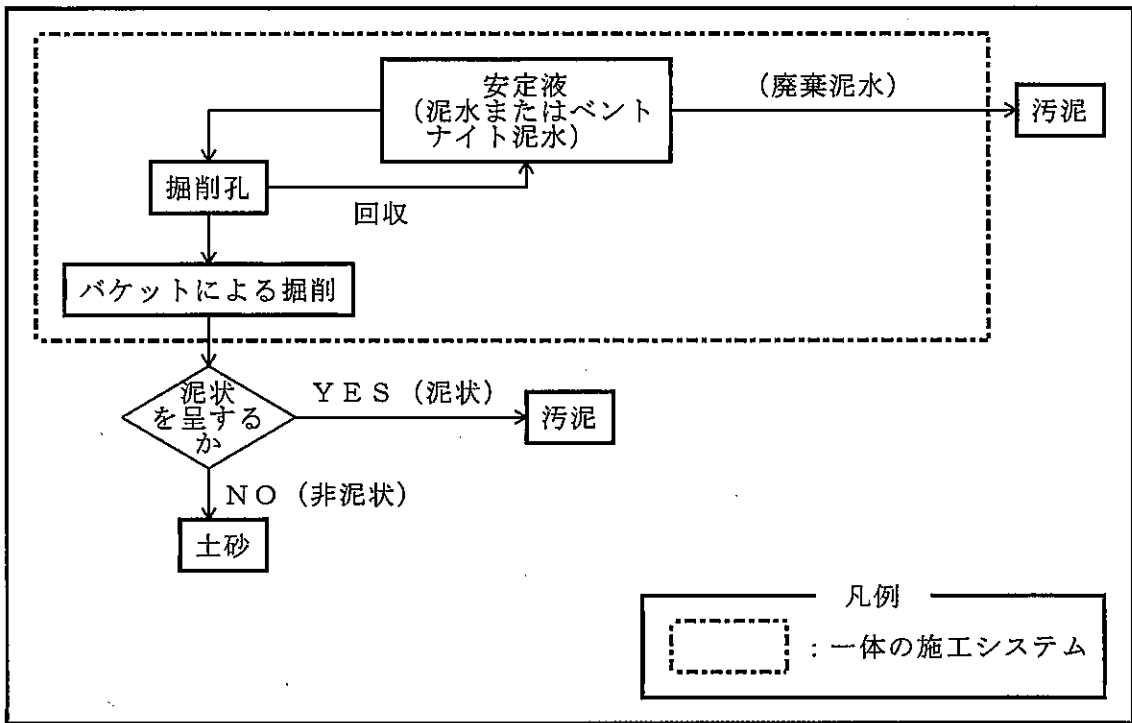 安定液
（泥水またはベント
ナイト泥水）
（廃棄泥水）
汚泥
掘削孔
回収
バケットによる掘削
泥状
を呈する
か
ＹＥＳ（泥状）
汚泥
ＮＯ（非泥状）
土砂
凡例
：一体の施工システム